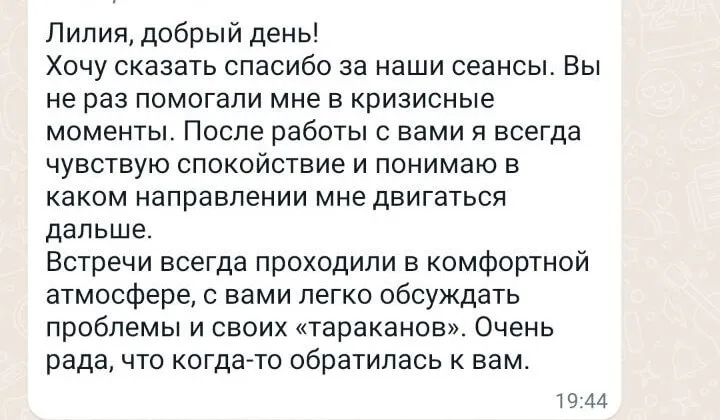 Лилия, добрый день!
Хочу сказать спасибо за наши сеансы. Вы
не раз помогали мне в кризисные
моменты. После работы с вами я всегда
чувствую спокойствие и понимаю в
каком направлении мне двигаться
дальше.
Встречи всегда проходили в комфортной
атмосфере, с вами легко обсуждать
проблемы и своих «тараканов». Очень
рада, что когда-то обратилась к вам.
19:44